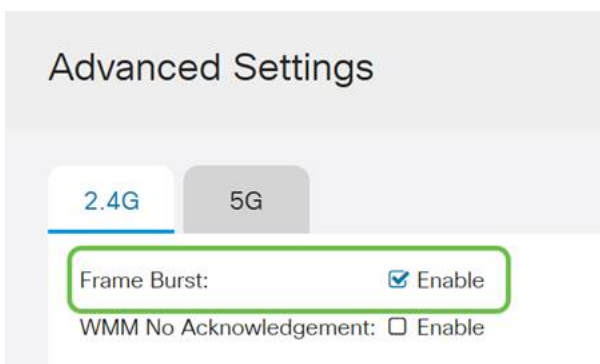 Advanced Settings
2.4G 5G
Frame Burst: Enable
WMM No Acknowledgement: Enable